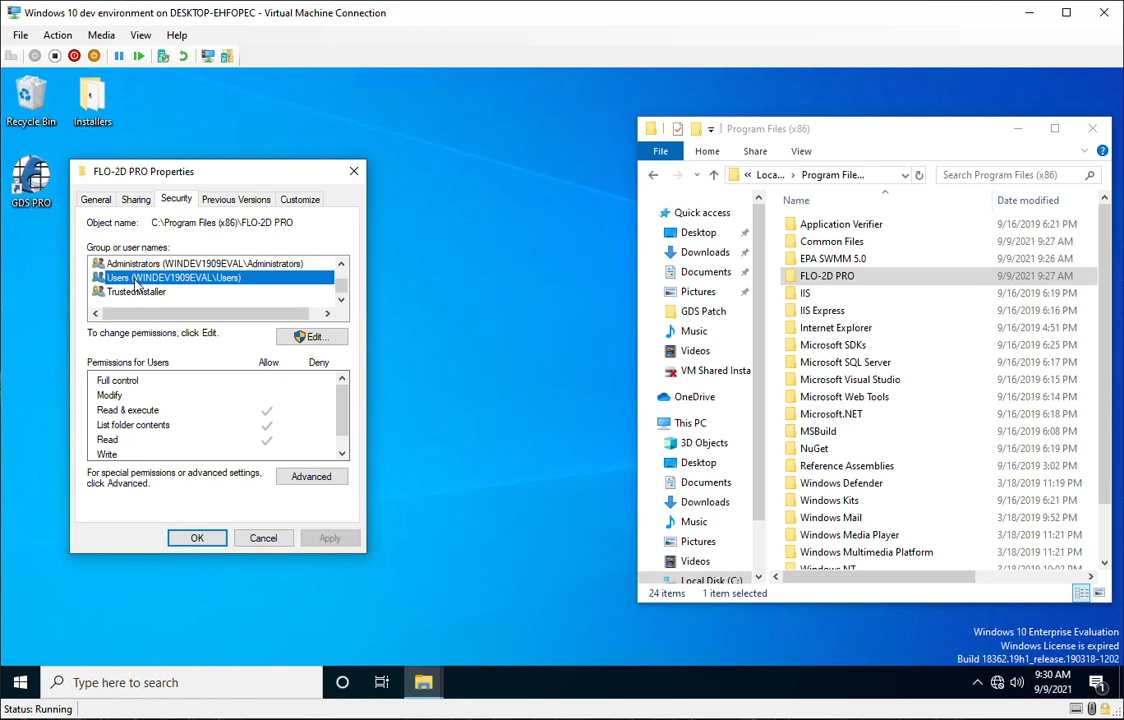 Windows 10 dev environment on DESKTOP-EHFOPEC - Virtual Machine Connection
File Action Media View Help
Recycle Bin
Installers
GDS PRO
FLO-2D PRO Properties
General Sharing Security Previous Versions Customize
Object name: C:\Program Files (x86)\FLO-2D PRO
Group or user names:
Administrators (WINDEV1909EVAL\Administrators)
Users (WINDEV1909EVAL\Users)
TrustedInstaller
To change permissions, click Edit.
Edit...
Permissions for Users Allow Deny
Full control
Modify
Read & execute
List folder contents
Read
Write
For special permissions or advanced settings,
click Advanced.
Advanced
OK Cancel Apply
Program Files (x86)
File Home Share View
« Loca... › Program File...
Search Program Files (x86)
Quick access
Desktop
Downloads
Documents
Pictures
GDS Patch
Music
Videos
VM Shared Insta
OneDrive
This PC
3D Objects
Desktop
Documents
Downloads
Music
Pictures
Videos
Local Disk (C:)
Name Date modified
Application Verifier 9/16/2019 6:21 PM
Common Files 9/9/2021 9:27 AM
EPA SWMM 5.0 9/9/2021 9:26 AM
FLO-2D PRO 9/9/2021 9:27 AM
IIS 9/16/2019 6:19 PM
IIS Express 9/16/2019 6:19 PM
Internet Explorer 9/16/2019 4:51 PM
Microsoft SDKs 9/16/2019 6:25 PM
Microsoft SQL Server 9/16/2019 6:17 PM
Microsoft Visual Studio 9/16/2019 6:16 PM
Microsoft Web Tools 9/16/2019 6:14 PM
Microsoft.NET 9/16/2019 6:18 PM
MSBuild 9/16/2019 6:08 PM
NuGet 9/16/2019 6:19 PM
Reference Assemblies 9/16/2019 3:02 PM
Windows Defender 3/18/2019 11:19 PM
Windows Kits 9/16/2019 6:21 PM
Windows Mail 3/18/2019 9:52 PM
Windows Media Player 3/18/2019 11:21 PM
Windows Multimedia Platform 3/18/2019 11:21 PM
Windows NT 3/18/2019 10:02 PM
24 items 1 item selected
Windows 10 Enterprise Evaluation
Windows License is expired
Build 18362.19h1_release.190318-1202
Type here to search
9:30 AM
9/9/2021
1
Status: Running